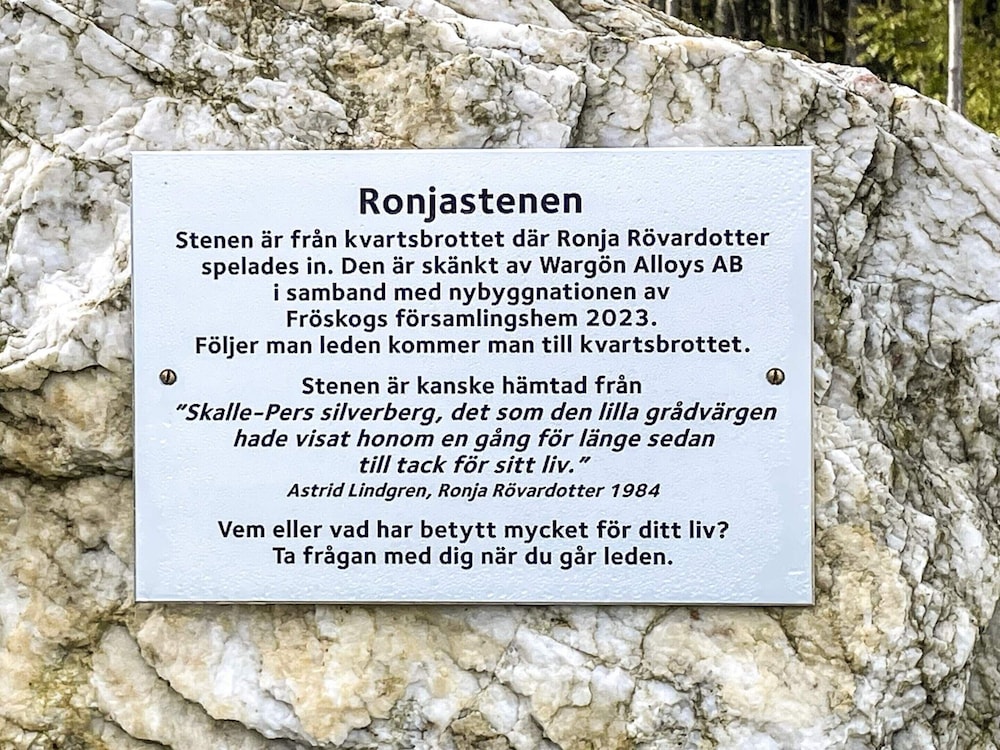 Ronjastenen
Stenen är från kvartsbrottet där Ronja Rövardotter
spelades in. Den är skänkt av Wargön Alloys AB
i samband med nybyggnationen av
Fröskogs församlingshem 2023.
Följer man leden kommer man till kvartsbrottet.
Stenen är kanske hämtad från
”Skalle-Pers silverberg, det som den lilla grådvärgen
hade visat honom en gång för länge sedan
till tack för sitt liv.”
Astrid Lindgren, Ronja Rövardotter 1984
Vem eller vad har betytt mycket för ditt liv?
Ta frågan med dig när du går leden.